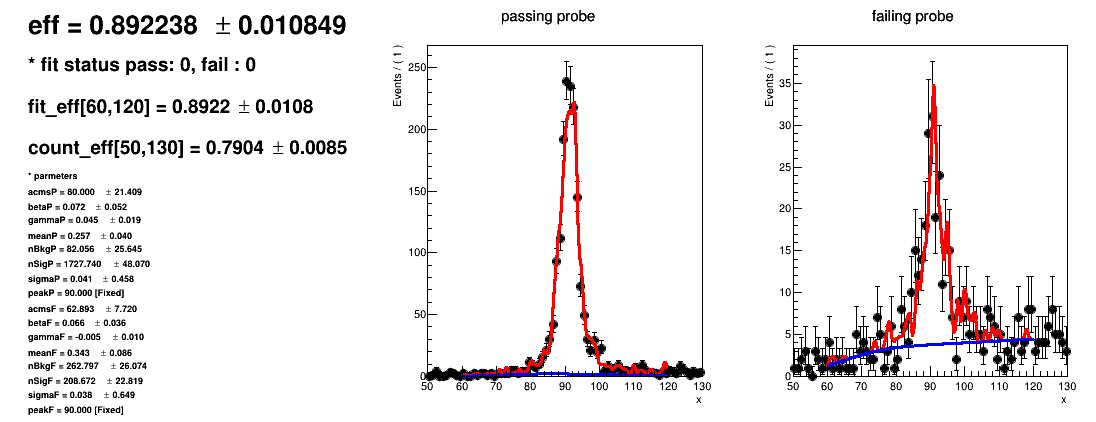 eff = 0.892238 ± 0.010849
* fit status pass: 0, fail : 0
fit_eff[60,120] = 0.8922 ± 0.0108
count_eff[50,130] = 0.7904 ± 0.0085
* parmeters
acmsP = 80.000 ± 21.409
betaP = 0.072 ± 0.052
gammaP = 0.045 ± 0.019
meanP = 0.257 ± 0.040
nBkgP = 82.056 ± 25.645
nSigP = 1727.740 ± 48.070
sigmaP = 0.041 ± 0.458
peakP = 90.000 [Fixed]
acmsF = 62.893 ± 7.720
betaF = 0.066 ± 0.036
gammaF = -0.005 ± 0.010
meanF = 0.343 ± 0.086
nBkgF = 262.797 ± 26.074
nSigF = 208.672 ± 22.819
sigmaF = 0.038 ± 0.649
peakF = 90.000 [Fixed]
passing probe
Events / ( 1 )
250
200
150
100
50
0
50 60 70 80 90 100 110 120 130
x
failing probe
Events / ( 1 )
35
30
25
20
15
10
5
0
50 60 70 80 90 100 110 120 130
x